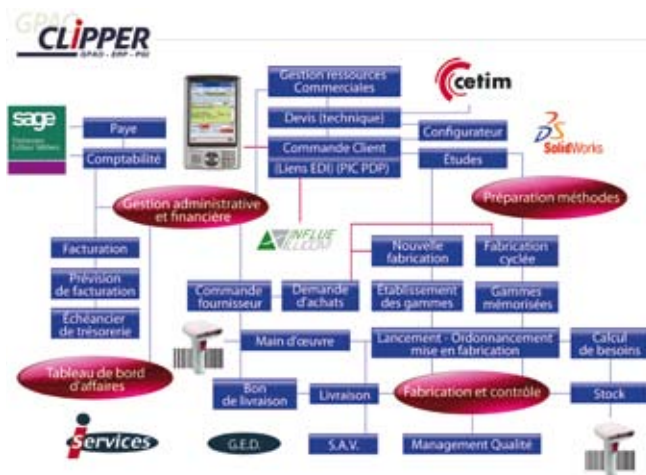 GPAO
CLiPPER
GPAO - ERP - PGI
Gestion ressources
Commerciales
cetim
Devis (technique)
sage
Paye
Configurateur
SolidWorks
Commande Client
Comptabilité
(Liens EDI) (PIC PDP)
Études
Gestion administrative
et financière
Préparation méthodes
INFLUE
ILLICOM
Facturation
Nouvelle
fabrication
Fabrication
cyclée
Prévision
de facturation
Commande
fournisseur
Demande
d'achats
Établissement
des gammes
Gammes
mémorisées
Échéancier
de trésorerie
Main d'œuvre
Lancement - Ordonnancement
mise en fabrication
Calcul
de besoins
Tableau de bord
d'affaires
Bon
de livraison
Livraison
Fabrication et contrôle
Stock
iServices
G.E.D.
S.A.V.
Management Qualité